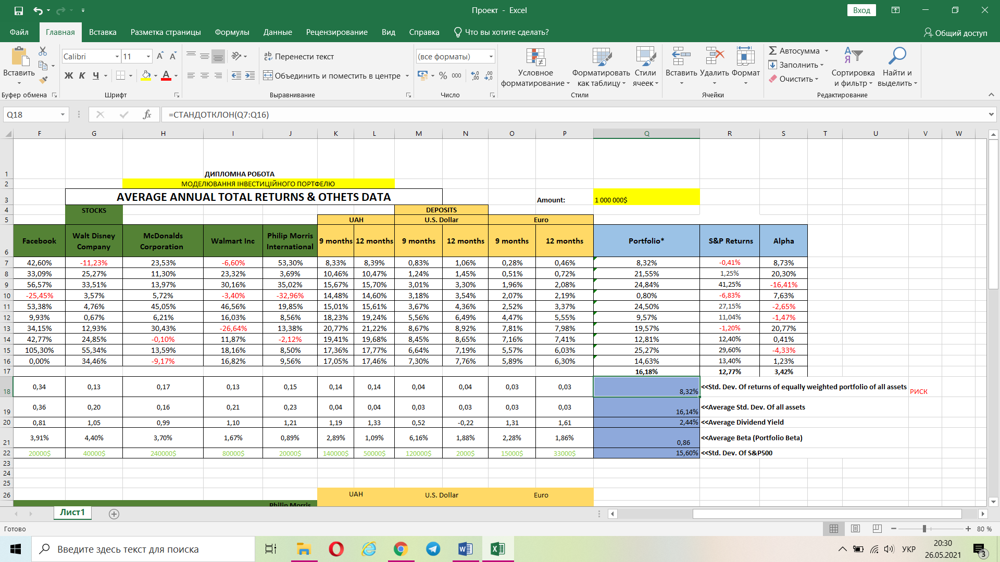 Проект - Excel
Вход
Файл Главная Вставка Разметка страницы Формулы Данные Рецензирование Вид Справка Что вы хотите сделать? Общий доступ
Вставить
Буфер обмена
Calibri 11
Ж К Ч
Шрифт
Перенести текст
Объединить и поместить в центре
Выравнивание
(все форматы)
% 000
Число
Условное форматирование
Форматировать как таблицу
Стили ячеек
Стили
Вставить Удалить Формат
Ячейки
Автосумма
Заполнить
Очистить
Сортировка и фильтр
Найти и выделить
Редактирование
Q18 fx =СТАНДОТКЛОН(Q7:Q16)
F G H I J K L M N O P Q R S T U V W
1 ДИПЛОМНА РОБОТА
2 МОДЕЛЮВАННЯ ІНВЕСТИЦІЙНОГО ПОРТФЕЛЮ
3 AVERAGE ANNUAL TOTAL RETURNS & OTHETS DATA Amount: 1 000 000$
4 STOCKS DEPOSITS
5 UAH U.S. Dollar Euro
6 Facebook Walt Disney Company McDonalds Corporation Walmart Inc Philip Morris International 9 months 12 months 9 months 12 months 9 months 12 months Portfolio* S&P Returns Alpha
7 42,60% -11,23% 23,53% -6,60% 53,30% 8,33% 8,39% 0,83% 1,06% 0,28% 0,46% 8,32% -0,41% 8,73%
8 33,09% 25,27% 11,30% 23,32% 3,69% 10,46% 10,47% 1,24% 1,45% 0,51% 0,72% 21,55% 1,25% 20,30%
9 56,57% 33,51% 13,97% 30,16% 35,02% 15,67% 15,70% 3,01% 3,30% 1,96% 2,08% 24,84% 41,25% -16,41%
10 -25,45% 3,57% 5,72% -3,40% -32,96% 14,48% 14,60% 3,18% 3,54% 2,07% 2,19% 0,80% -6,83% 7,63%
11 53,38% 4,76% 45,05% 46,56% 19,85% 15,01% 15,61% 3,67% 4,36% 2,52% 3,37% 24,50% 27,15% -2,65%
12 9,93% 0,67% 6,21% 16,03% 8,56% 18,23% 19,24% 5,56% 6,49% 4,47% 5,55% 9,57% 11,04% -1,47%
13 34,15% 12,93% 30,43% -26,64% 13,38% 20,77% 21,22% 8,67% 8,92% 7,81% 7,98% 19,57% -1,20% 20,77%
14 42,77% 24,85% -0,10% 11,87% -2,12% 19,41% 19,68% 8,45% 8,65% 7,16% 7,41% 12,81% 12,40% 0,41%
15 105,30% 55,34% 13,59% 18,16% 8,50% 17,36% 17,77% 6,64% 7,19% 5,57% 6,03% 25,27% 29,60% -4,33%
16 0,00% 34,46% -9,17% 16,82% 9,56% 17,05% 17,46% 7,30% 7,76% 5,89% 6,30% 14,63% 13,40% 1,23%
17 16,18% 12,77% 3,42%
18 0,34 0,13 0,17 0,13 0,15 0,14 0,14 0,04 0,04 0,03 0,03 8,32% <<Std. Dev. Of returns of equally weighted portfolio of all assets РИСК
19 0,36 0,20 0,16 0,21 0,23 0,04 0,04 0,03 0,03 0,03 0,03 16,14% <<Average Std. Dev. Of all assets
20 0,81 1,05 0,99 1,10 1,21 1,19 1,33 0,52 -0,22 1,31 1,61 2,44% <<Average Dividend Yield
21 3,91% 4,40% 3,70% 1,67% 0,89% 2,89% 1,09% 6,16% 1,88% 2,28% 1,86% 0,86 <<Average Beta (Portfolio Beta)
22 20000$ 40000$ 240000$ 80000$ 20000$ 140000$ 50000$ 120000$ 2000$ 15000$ 33000$ 15,60% <<Std. Dev. Of S&P500
23
24
25
26 UAH U.S. Dollar Euro
Philip Morris
Лист1
Готово 80 %
Введите здесь текст для поиска
УКР 20:30
26.05.2021
3